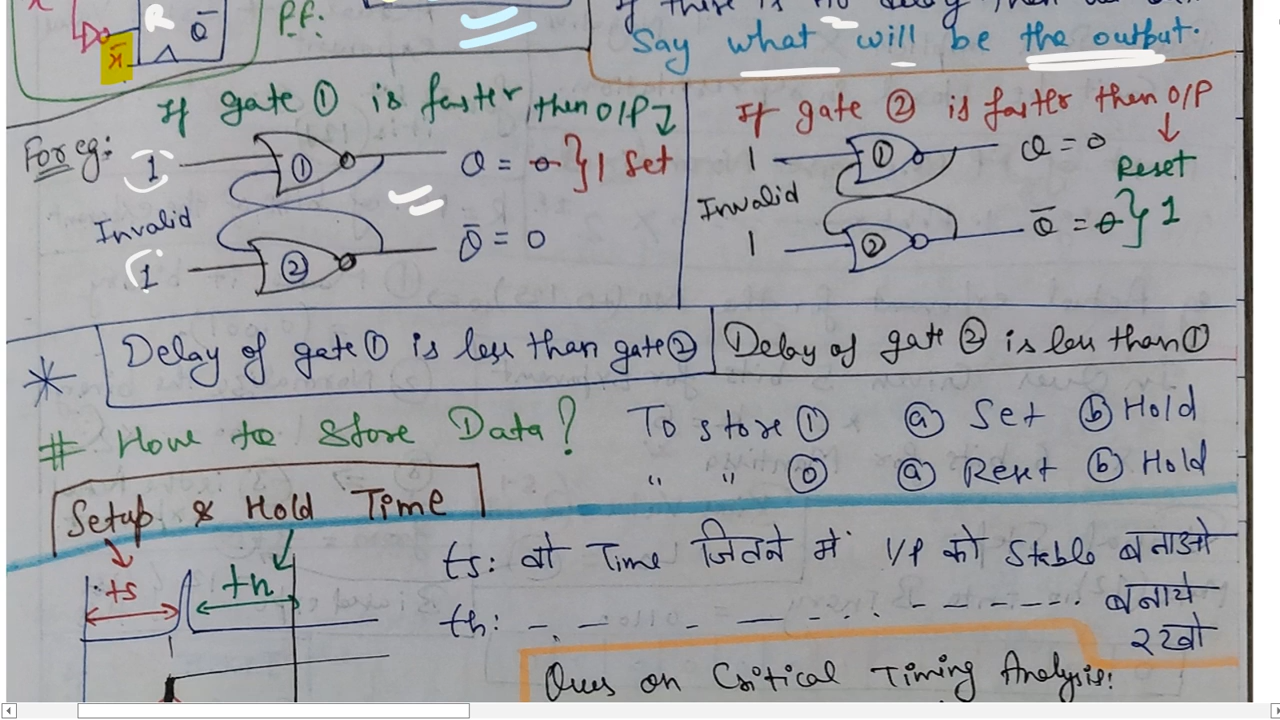 R Q̅
x̅
F.F:
Say what will be the output.
If gate ① is faster, then O/P
For eg:
1
①
Q = 0 } 1 Set
Invalid
Q̅ = 0
1
②
If gate ② is faster then O/P
1
①
Q = 0
Reset
Invalid
Q̅ = 0 } 1
1
②
* Delay of gate ① is less than gate ②
Delay of gate ② is less than ①
# How to store Data?
To store ① ⓐ Set ⓑ Hold
" " ⓪ ⓐ Reset ⓑ Hold
Setup & Hold Time
ts th
ts: वो Time जितने में I/P को Stable बनाओ
th: - . - - - - - - . - - - - - . बनाये
रखो
Ques on Critical Timing Analysis: